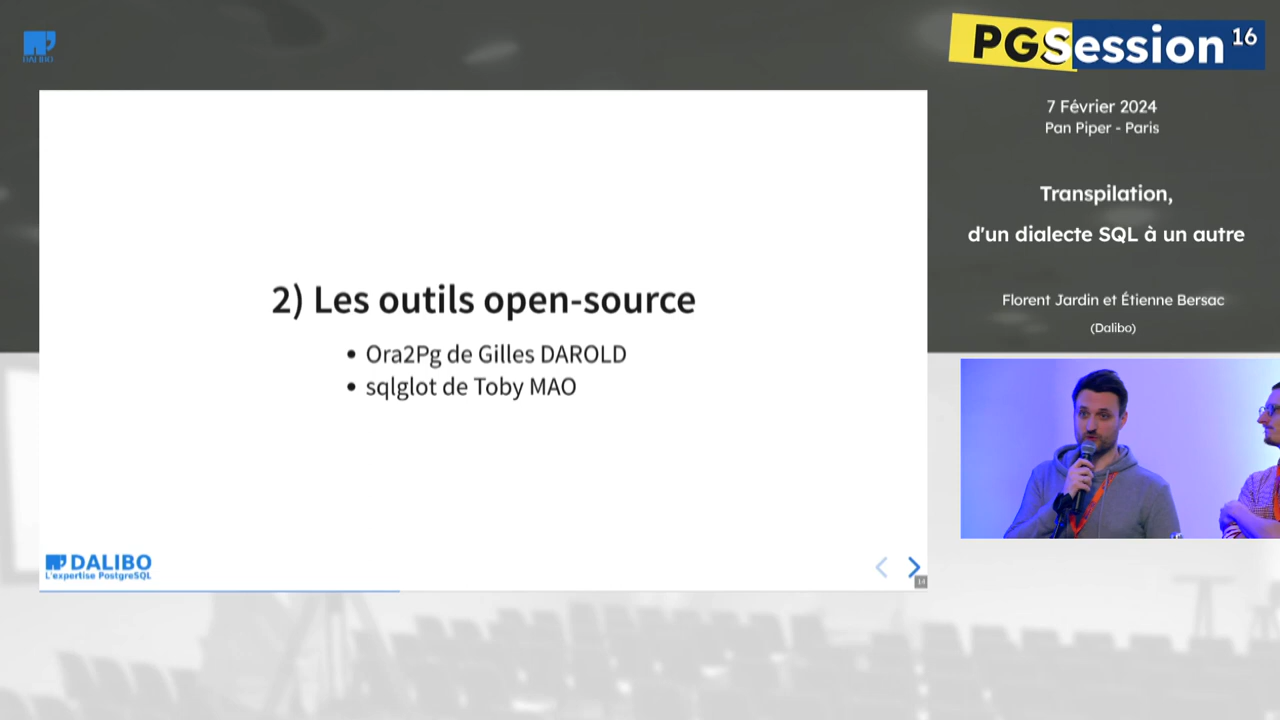 DALIBO
PGSession 16
7 Février 2024
Pan Piper - Paris
Transpilation,
d'un dialecte SQL à un autre
Florent Jardin et Étienne Bersac
(Dalibo)
2) Les outils open-source
• Ora2Pg de Gilles DAROLD
• sqlglot de Toby MAO
DALIBO
L'expertise PostgreSQL
14